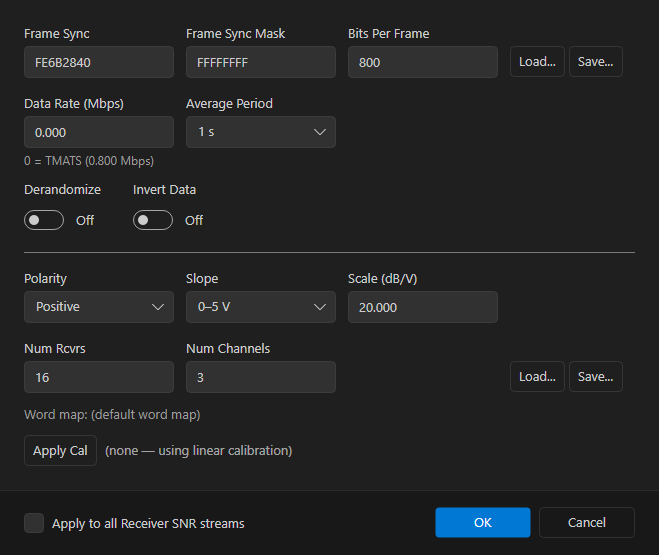 Frame Sync Frame Sync Mask Bits Per Frame
FE6B2840 FFFFFFFF 800 Load... Save...
Data Rate (Mbps) Average Period
0.000 1 s
0 = TMATS (0.800 Mbps)
Derandomize Invert Data
Off Off
Polarity Slope Scale (dB/V)
Positive 0–5 V 20.000
Num Rcvrs Num Channels
16 3 Load... Save...
Word map: (default word map)
Apply Cal (none — using linear calibration)
Apply to all Receiver SNR streams OK Cancel